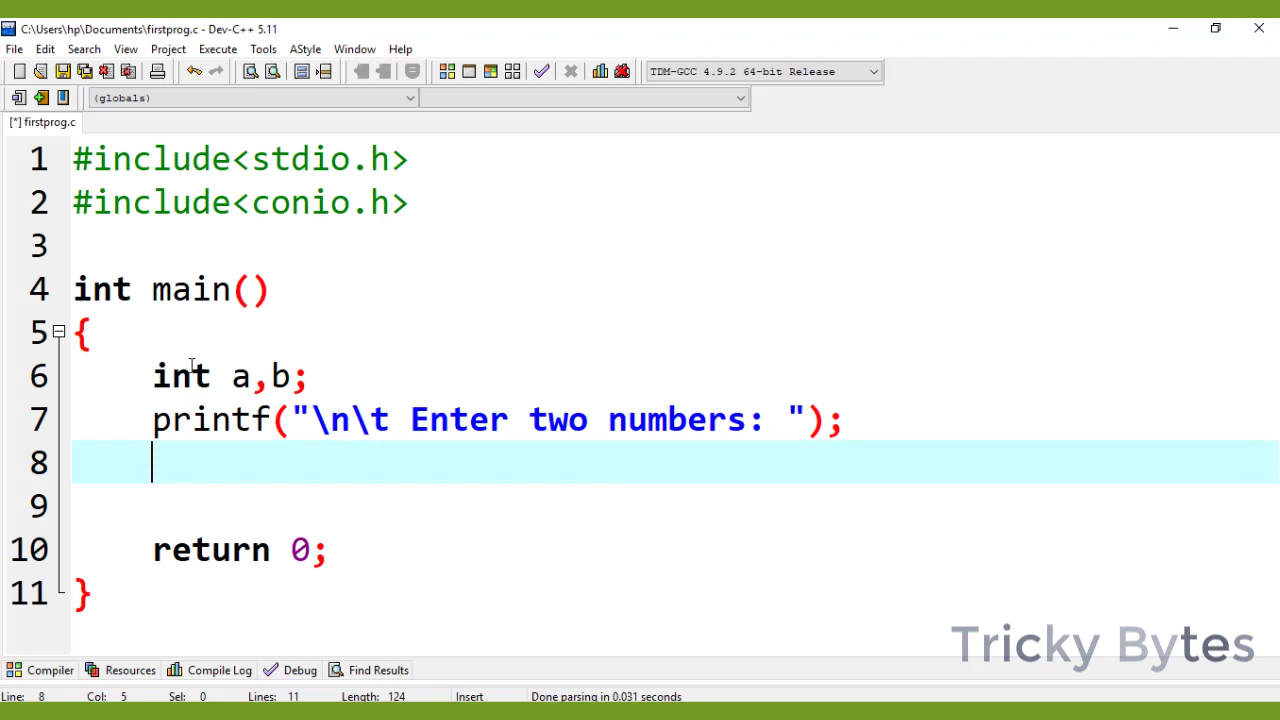 C:\Users\hp\Documents\firstprog.c - Dev-C++ 5.11
File Edit Search View Project Execute Tools AStyle Window Help
TDM-GCC 4.9.2 64-bit Release
(globals)
[*] firstprog.c
1 #include<stdio.h>
2 #include<conio.h>
3
4 int main()
5 {
6 int a,b;
7 printf("\n\t Enter two numbers: ");
8
9
10 return 0;
11 }
Tricky Bytes
Compiler Resources Compile Log Debug Find Results
Line: 8 Col: 5 Sel: 0 Lines: 11 Length: 124 Insert Done parsing in 0.031 seconds